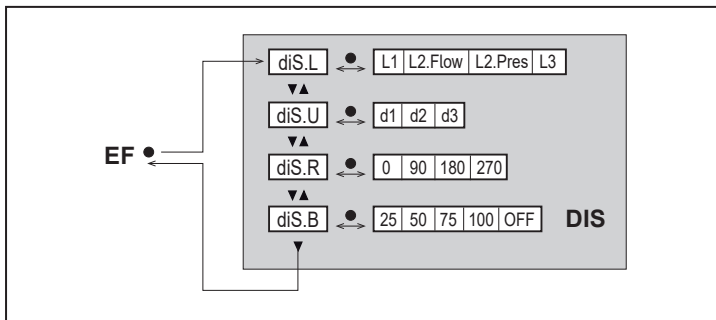 diS.L L1 L2.Flow L2.Pres L3
diS.U d1 d2 d3
EF
diS.R 0 90 180 270
diS.B 25 50 75 100 OFF DIS